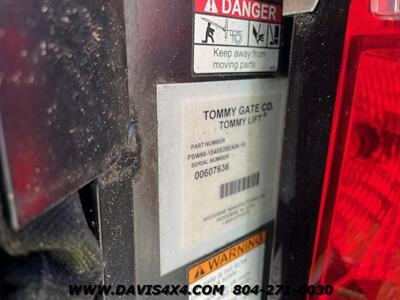 DANGER
Keep away from
moving parts
TOMMY GATE CO.
TOMMY LIFT ®
PART NUMBER
SERIAL NUMBER
00607636
WARNING
WWW.DAVIS4X4.COM 804-271-0030